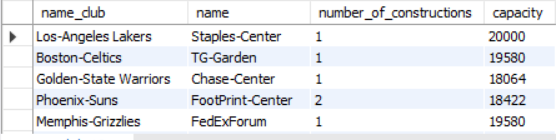 name_club name number_of_constructions capacity
Los-Angeles Lakers Staples-Center 1 20000
Boston-Celtics TG-Garden 1 19580
Golden-State Warriors Chase-Center 1 18064
Phoenix-Suns FootPrint-Center 2 18422
Memphis-Grizzlies FedExForum 1 19580